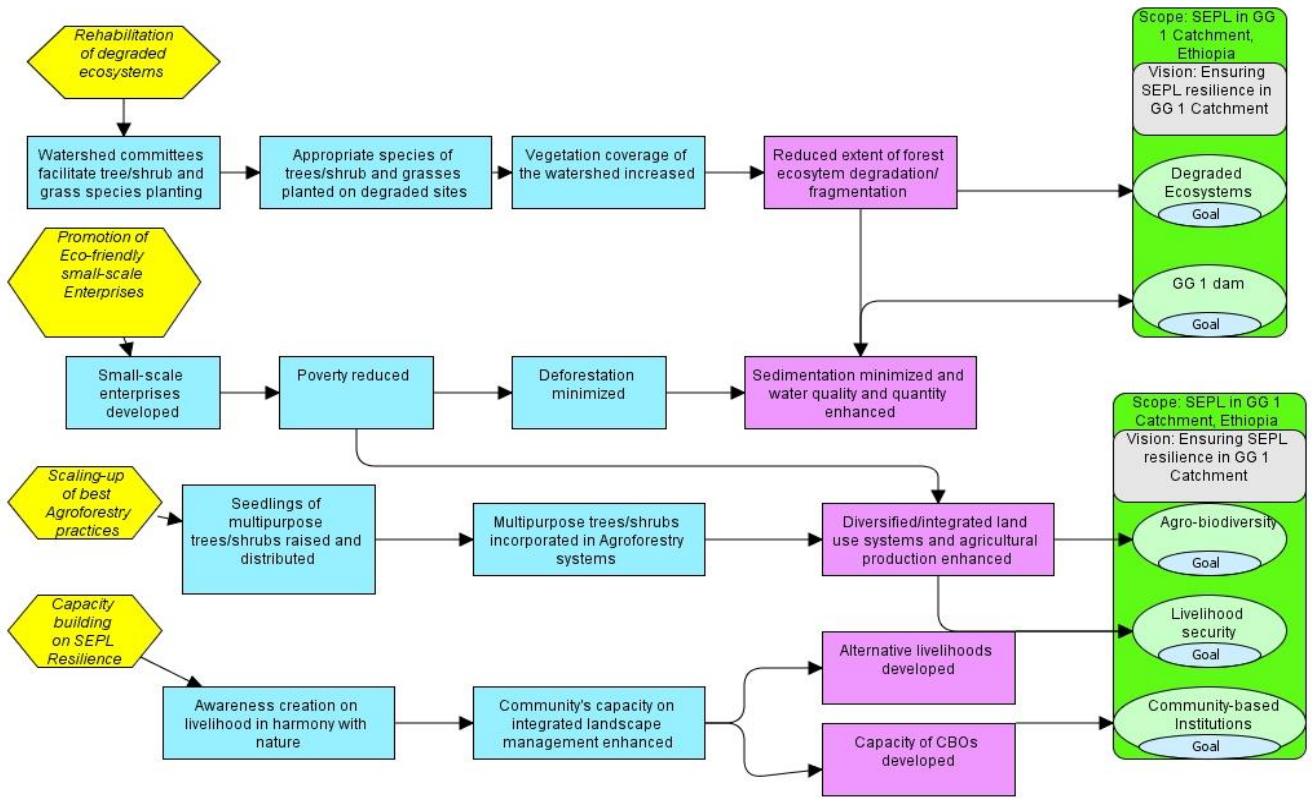 Rehabilitation
of degraded
ecosystems
Watershed committees
facilitate tree/shrub and
grass species planting
Appropriate species of
trees/shrub and grasses
planted on degraded sites
Vegetation coverage of
the watershed increased
Reduced extent of forest
ecosytem degradation/
fragmentation
Scope: SEPL in GG
1 Catchment,
Ethiopia
Vision: Ensuring
SEPL resilience in
GG 1 Catchment
Degraded
Ecosystems
Goal
GG 1 dam
Goal
Promotion of
Eco-friendly
small-scale
Enterprises
Small-scale
enterprises
developed
Poverty reduced
Deforestation
minimized
Sedimentation minimized and
water quality and quantity
enhanced
Scope: SEPL in GG 1
Catchment, Ethiopia
Vision: Ensuring SEPL
resilience in GG 1
Catchment
Agro-biodiversity
Goal
Livelihood
security
Goal
Community-based
Institutions
Goal
Scaling-up
of best
Agroforestry
practices
Seedlings of
multipurpose
trees/shrubs raised and
distributed
Multipurpose trees/shrubs
incorporated in Agroforestry
systems
Diversified/integrated land
use systems and agricultural
production enhanced
Capacity
building
on SEPL
Resilience
Awareness creation on
livelihood in harmony with
nature
Community's capacity on
integrated landscape
management enhanced
Alternative livelihoods
developed
Capacity of CBOs
developed